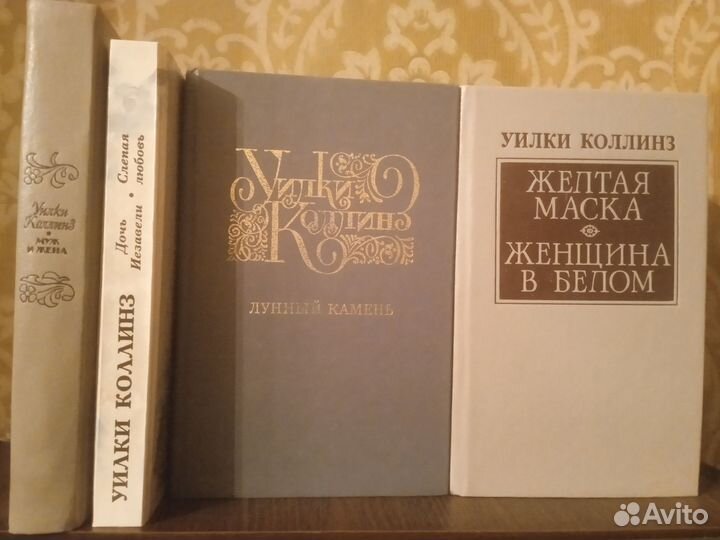 Уилки
Коллинз
МУЖ
И ЖЕНА
УИЛКИ КОЛЛИНЗ
Дочь
Иезавели
•
Слепая
любовь
Уилки
Коллинз
ЛУННЫЙ КАМЕНЬ
УИЛКИ КОЛЛИНЗ
ЖЕЛТАЯ
МАСКА
ЖЕНЩИНА
В БЕЛОМ
Avito